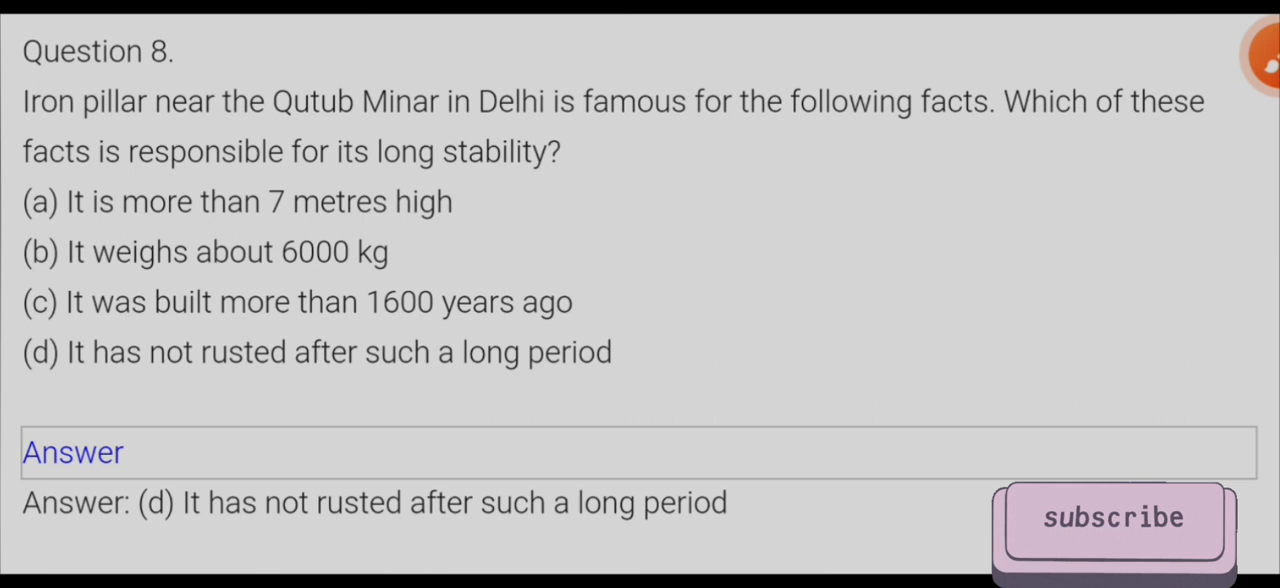 Question 8.
Iron pillar near the Qutub Minar in Delhi is famous for the following facts. Which of these
facts is responsible for its long stability?
(a) It is more than 7 metres high
(b) It weighs about 6000 kg
(c) It was built more than 1600 years ago
(d) It has not rusted after such a long period
Answer
Answer: (d) It has not rusted after such a long period
subscribe